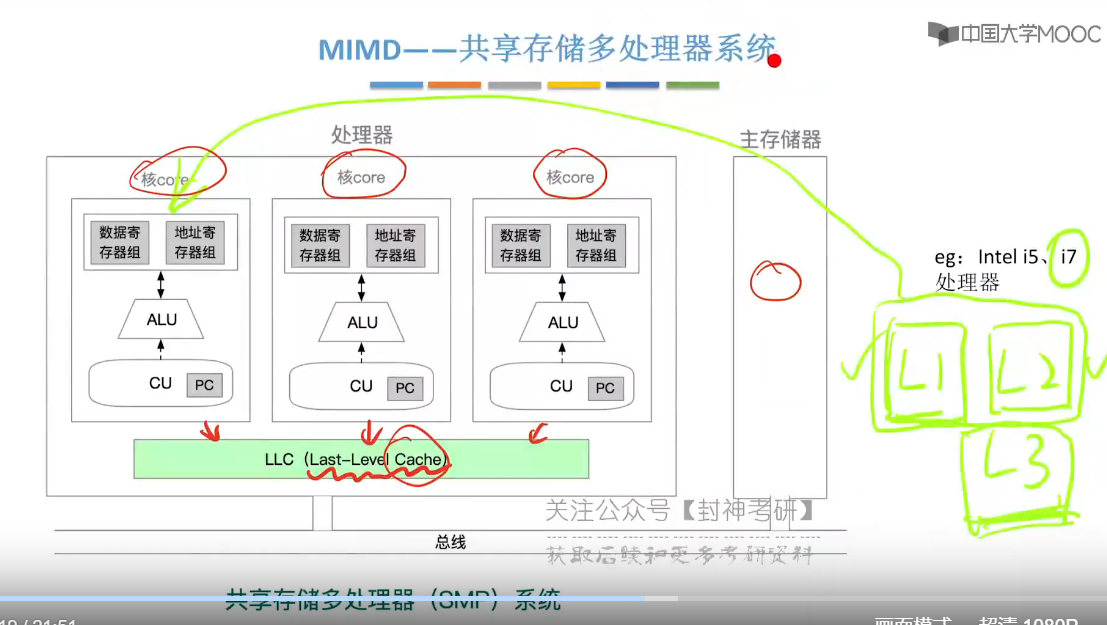 中国大学MOOC
MIMD——共享存储多处理器系统
处理器
主存储器
核core
核core
核core
数据寄存器组
地址寄存器组
数据寄存器组
地址寄存器组
数据寄存器组
地址寄存器组
ALU
ALU
ALU
CU
PC
CU
PC
CU
PC
LLC（Last-Level Cache）
eg：Intel i5、i7
处理器
L1
L2
L3
关注公众号【封神考研】
获取后续和更多考研资料
总线
共享存储多处理器（SMP）系统
21:51
画面模式
超清 1080P